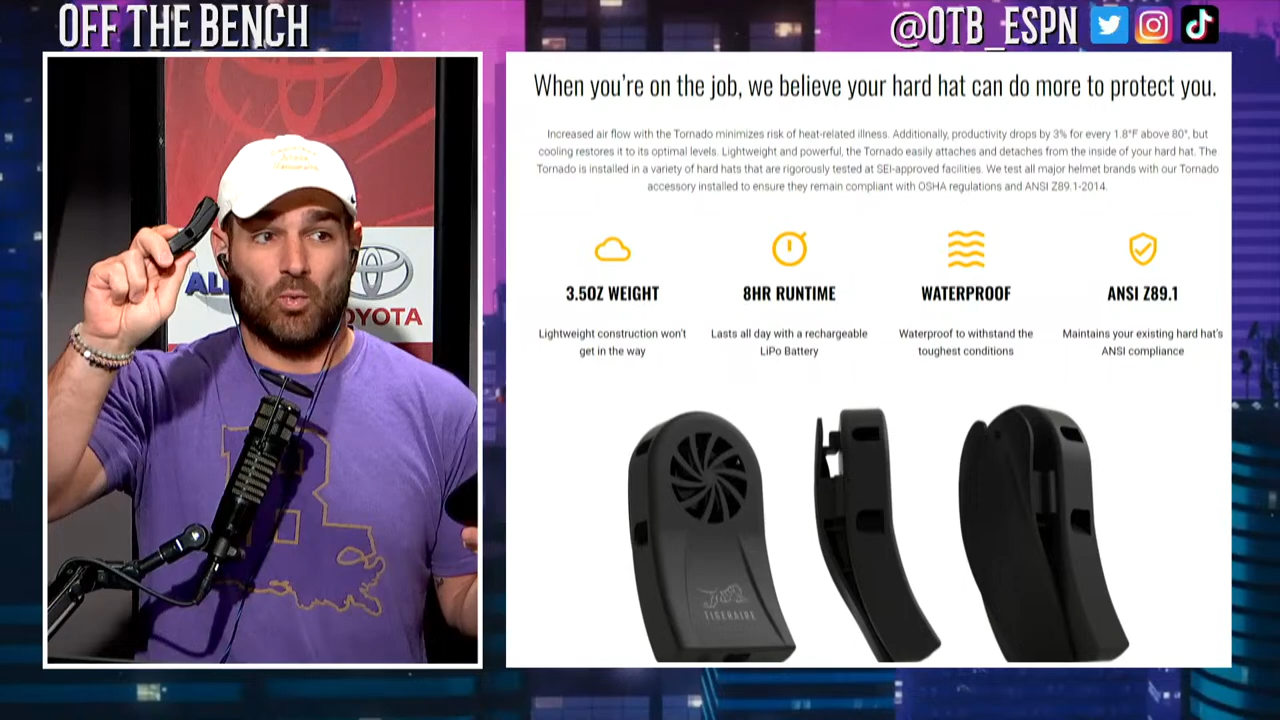 OFF THE BENCH
@OTB_ESPN
ALL
TOYOTA
When you're on the job, we believe your hard hat can do more to protect you.
Increased air flow with the Tornado minimizes risk of heat-related illness. Additionally, productivity drops by 3% for every 1.8°F above 80°, but
cooling restores it to its optimal levels. Lightweight and powerful, the Tornado easily attaches and detaches from the inside of your hard hat. The
Tornado is installed in a variety of hard hats that are rigorously tested at SEI-approved facilities. We test all major helmet brands with our Tornado
accessory installed to ensure they remain compliant with OSHA regulations and ANSI Z89.1-2014.
3.5OZ WEIGHT
8HR RUNTIME
WATERPROOF
ANSI Z89.1
Lightweight construction won't
get in the way
Lasts all day with a rechargeable
LiPo Battery
Waterproof to withstand the
toughest conditions
Maintains your existing hard hat's
ANSI compliance
TIGERAIRE